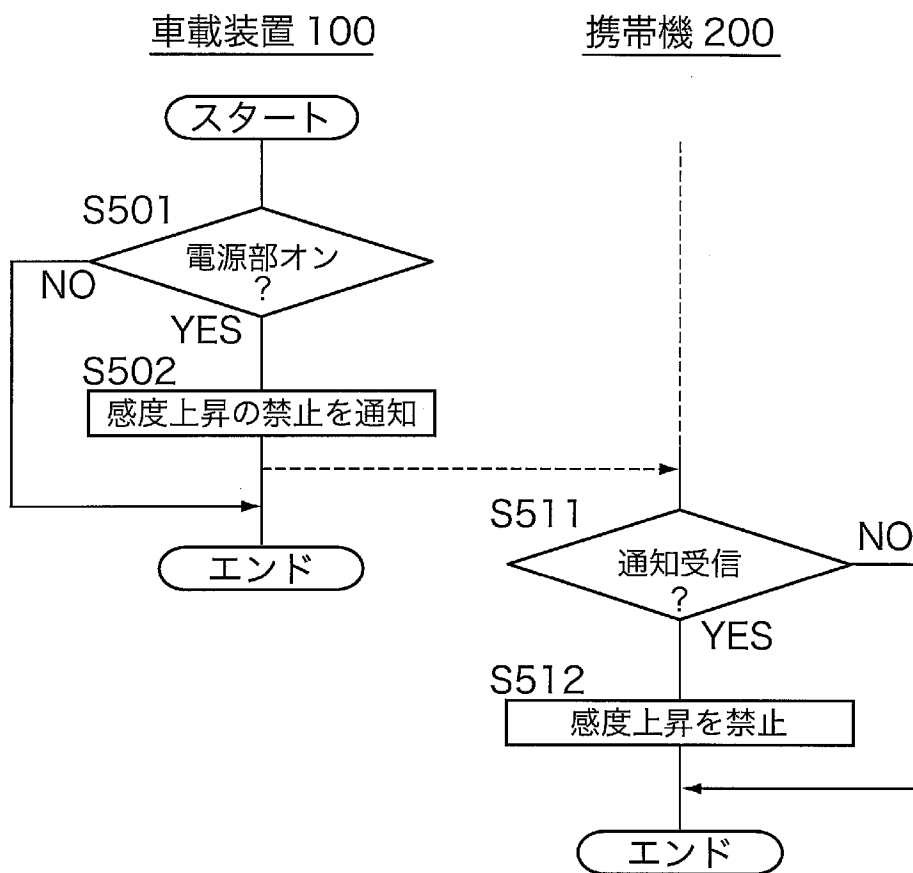 車載装置 100
携帯機 200
スタート
S501
電源部オン
?
NO
YES
S502
感度上昇の禁止を通知
エンド
S511
通知受信
?
NO
YES
S512
感度上昇を禁止
エンド